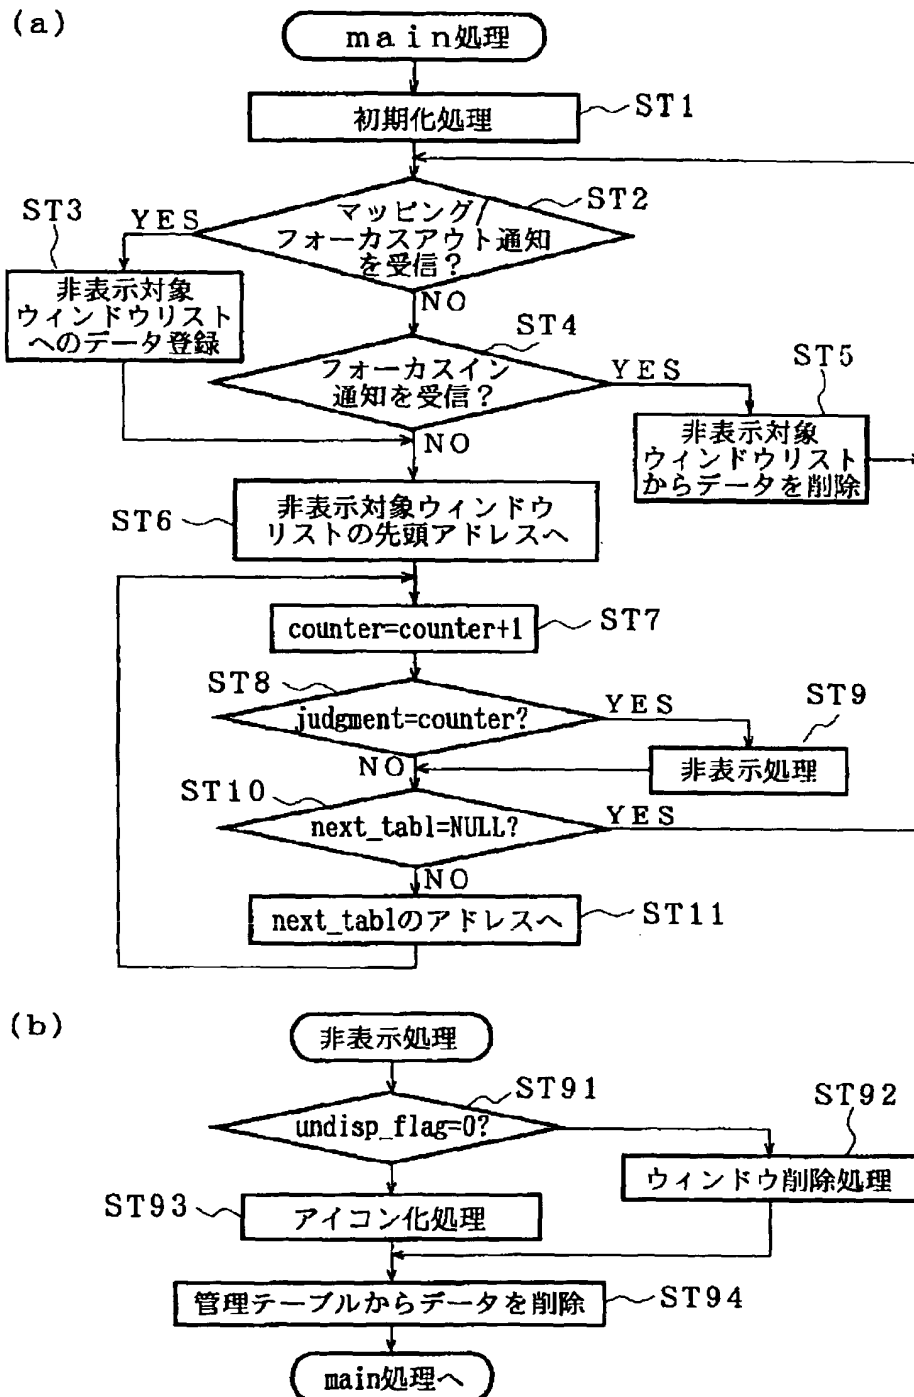 (a)
main処理
初期化処理
ST1
マッピング/
フォーカスアウト通知
を受信?
ST2
YES
NO
ST3
非表示対象
ウィンドウリスト
へのデータ登録
フォーカスイン
通知を受信?
ST4
YES
NO
ST5
非表示対象
ウィンドウリスト
からデータを削除
ST6
非表示対象ウィンドウ
リストの先頭アドレスへ
counter=counter+1
ST7
ST8
judgment=counter?
YES
NO
ST9
非表示処理
ST10
next_tabl=NULL?
YES
NO
next_tablのアドレスへ
ST11
(b)
非表示処理
undisp_flag=0?
ST91
ST92
ウィンドウ削除処理
ST93
アイコン化処理
管理テーブルからデータを削除
ST94
main処理へ